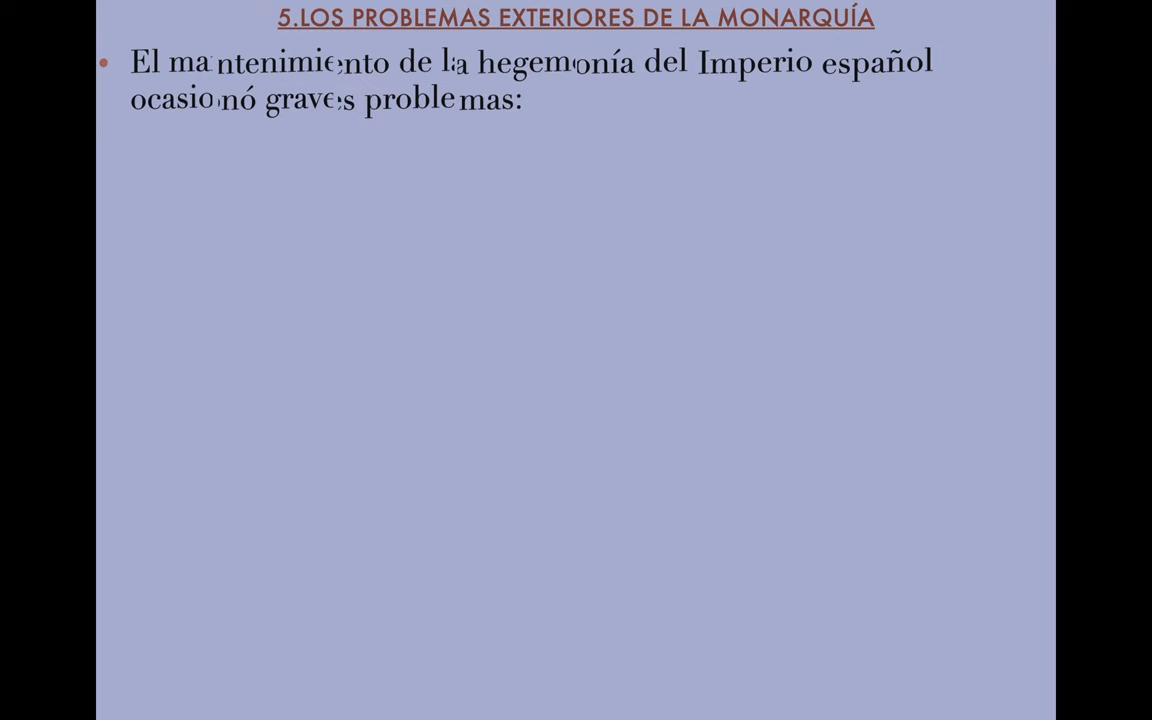 5.LOS PROBLEMAS EXTERIORES DE LA MONARQUÍA
• El mantenimiento de la hegemonía del Imperio español
ocasionó graves problemas: